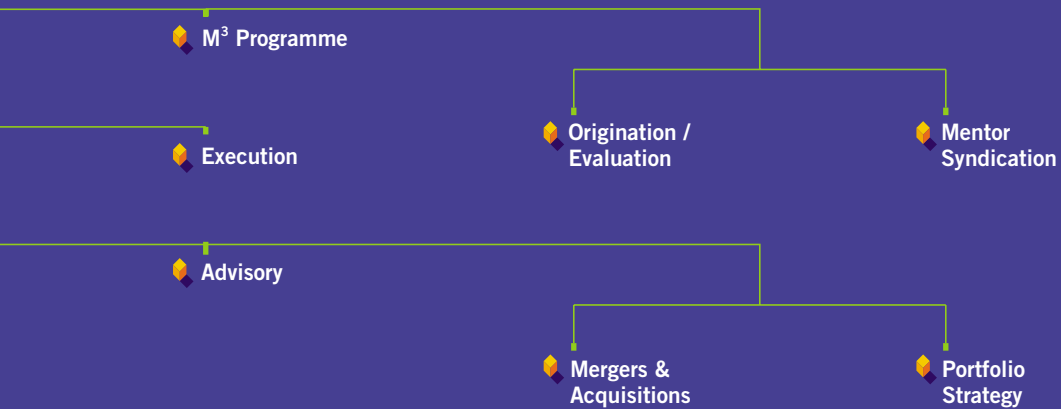 M³ Programme
Origination /
Evaluation
Mentor
Syndication
Execution
Advisory
Mergers &
Acquisitions
Portfolio
Strategy